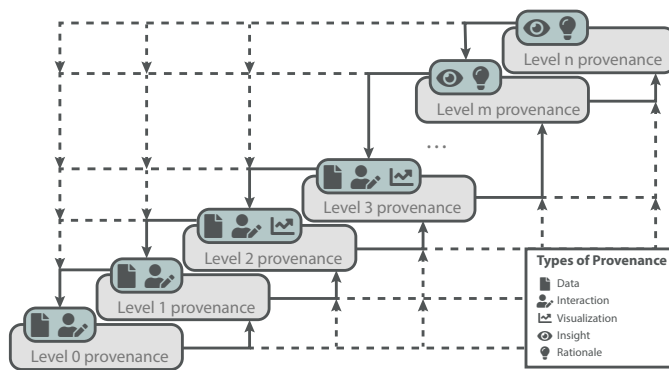 Level n provenance
Level m provenance
...
Level 3 provenance
Level 2 provenance
Level 1 provenance
Level 0 provenance
Types of Provenance
Data
Interaction
Visualization
Insight
Rationale